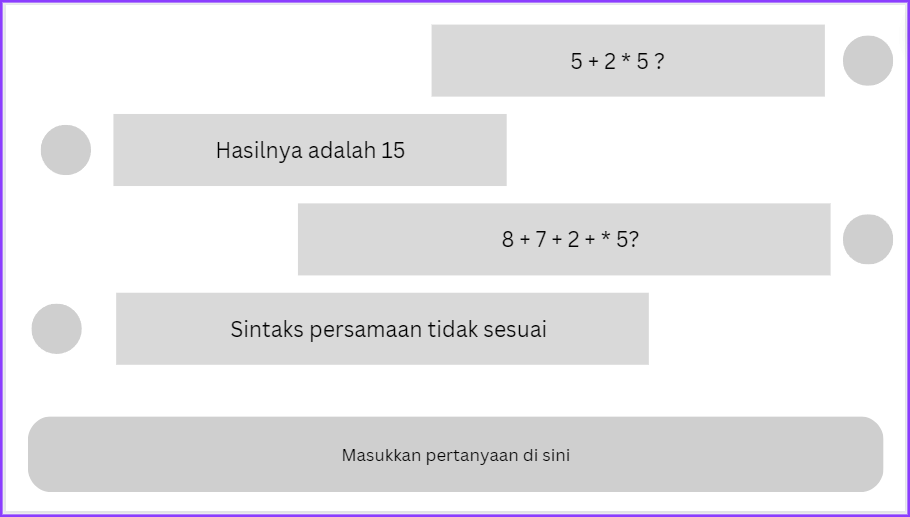 5 + 2 * 5 ?
Hasilnya adalah 15
8 + 7 + 2 + * 5?
Sintaks persamaan tidak sesuai
Masukkan pertanyaan di sini